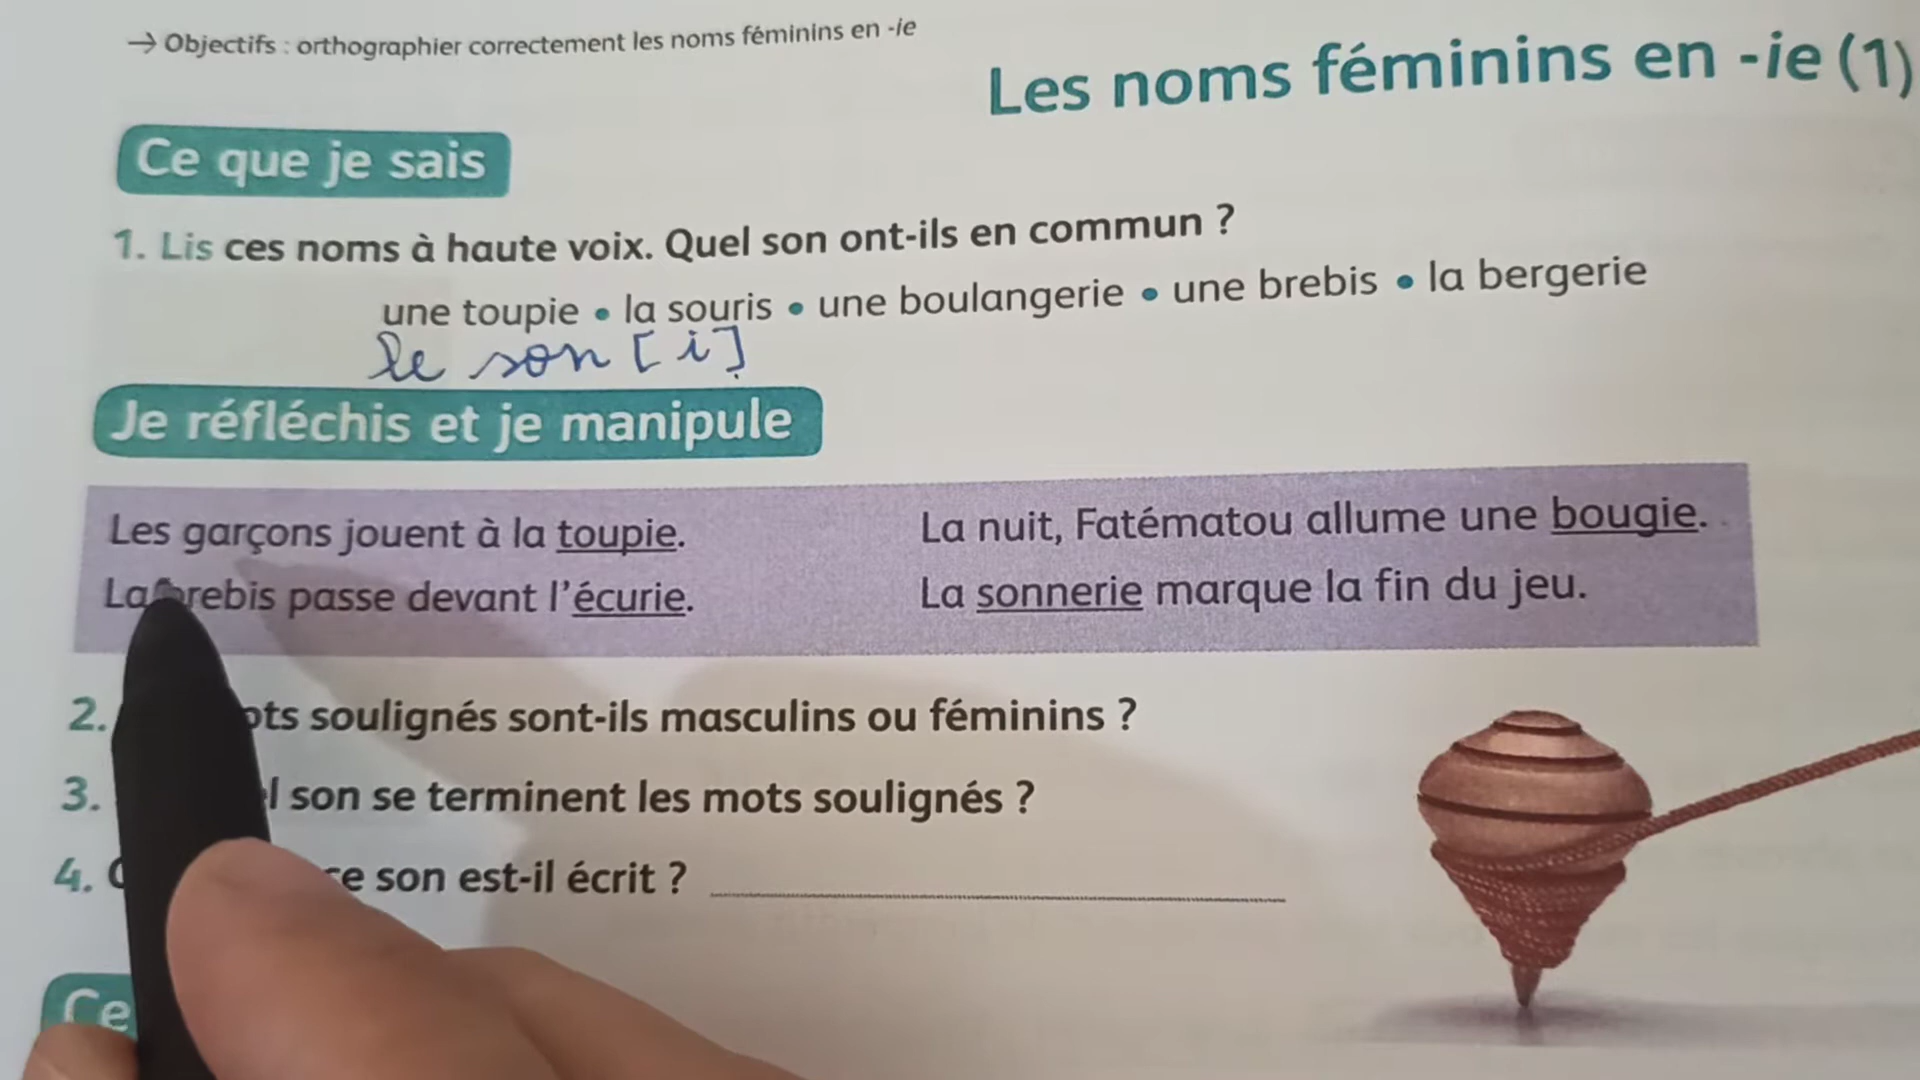 → Objectifs : orthographier correctement les noms féminins en -ie
Les noms féminins en -ie (1)
Ce que je sais
1. Lis ces noms à haute voix. Quel son ont-ils en commun ?
une toupie • la souris • une boulangerie • une brebis • la bergerie
le son [i]
Je réfléchis et je manipule
Les garçons jouent à la toupie.
La brebis passe devant l'écurie.
La nuit, Fatématou allume une bougie.
La sonnerie marque la fin du jeu.
2. soulignés sont-ils masculins ou féminins ?
3. son se terminent les mots soulignés ?
4. son est-il écrit ?
Ce